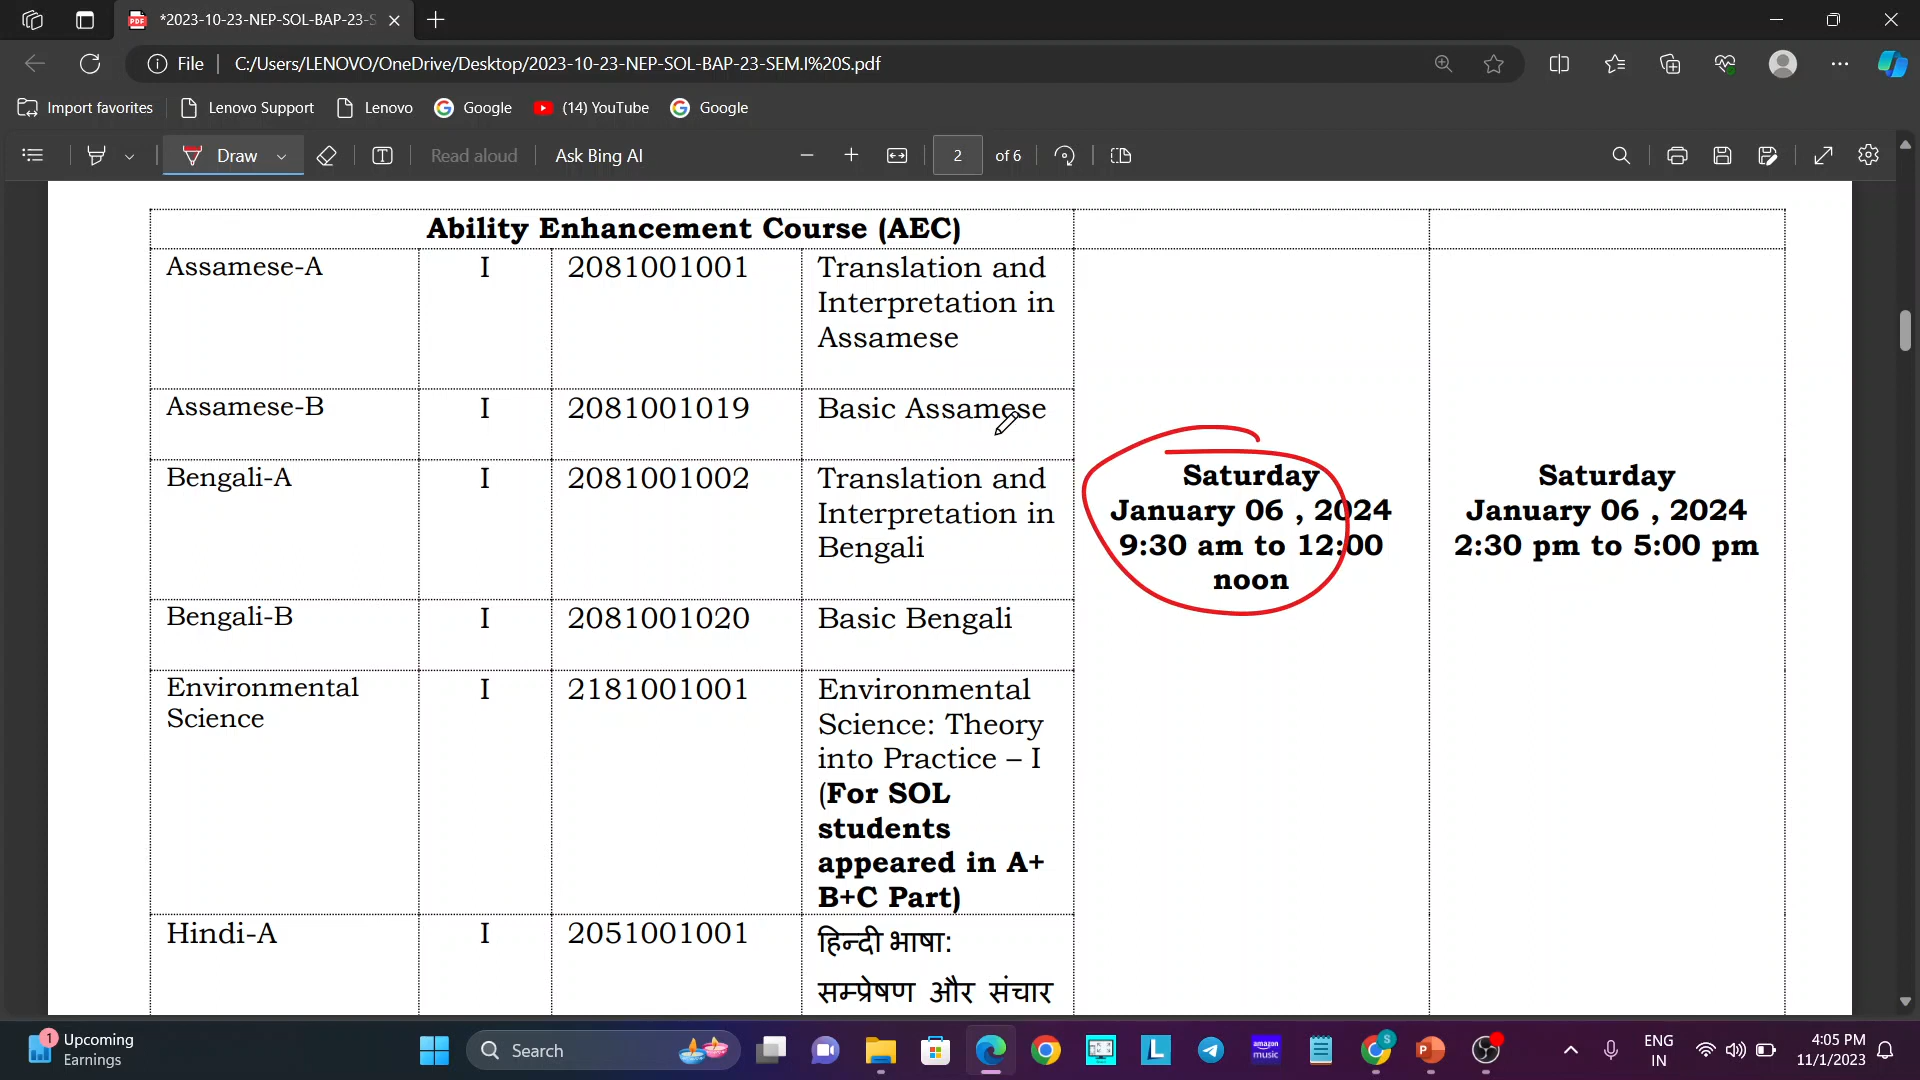 *2023-10-23-NEP-SOL-BAP-23-S
File
C:/Users/LENOVO/OneDrive/Desktop/2023-10-23-NEP-SOL-BAP-23-SEM.I%20S.pdf
Import favorites
Lenovo Support
Lenovo
Google
(14) YouTube
Google
Draw
Read aloud
Ask Bing AI
2 of 6
Ability Enhancement Course (AEC)
Assamese-A I 2081001001 Translation and
Interpretation in
Assamese
Assamese-B I 2081001019 Basic Assamese
Bengali-A I 2081001002 Translation and
Interpretation in
Bengali
Saturday
January 06 , 2024
9:30 am to 12:00
noon
Saturday
January 06 , 2024
2:30 pm to 5:00 pm
Bengali-B I 2081001020 Basic Bengali
Environmental
Science
I 2181001001 Environmental
Science: Theory
into Practice – I
(For SOL
students
appeared in A+
B+C Part)
Hindi-A I 2051001001 हिन्दी भाषा:
सम्प्रेषण और संचार
1
Upcoming
Earnings
Search
amazon
music
ENG
IN
4:05 PM
11/1/2023